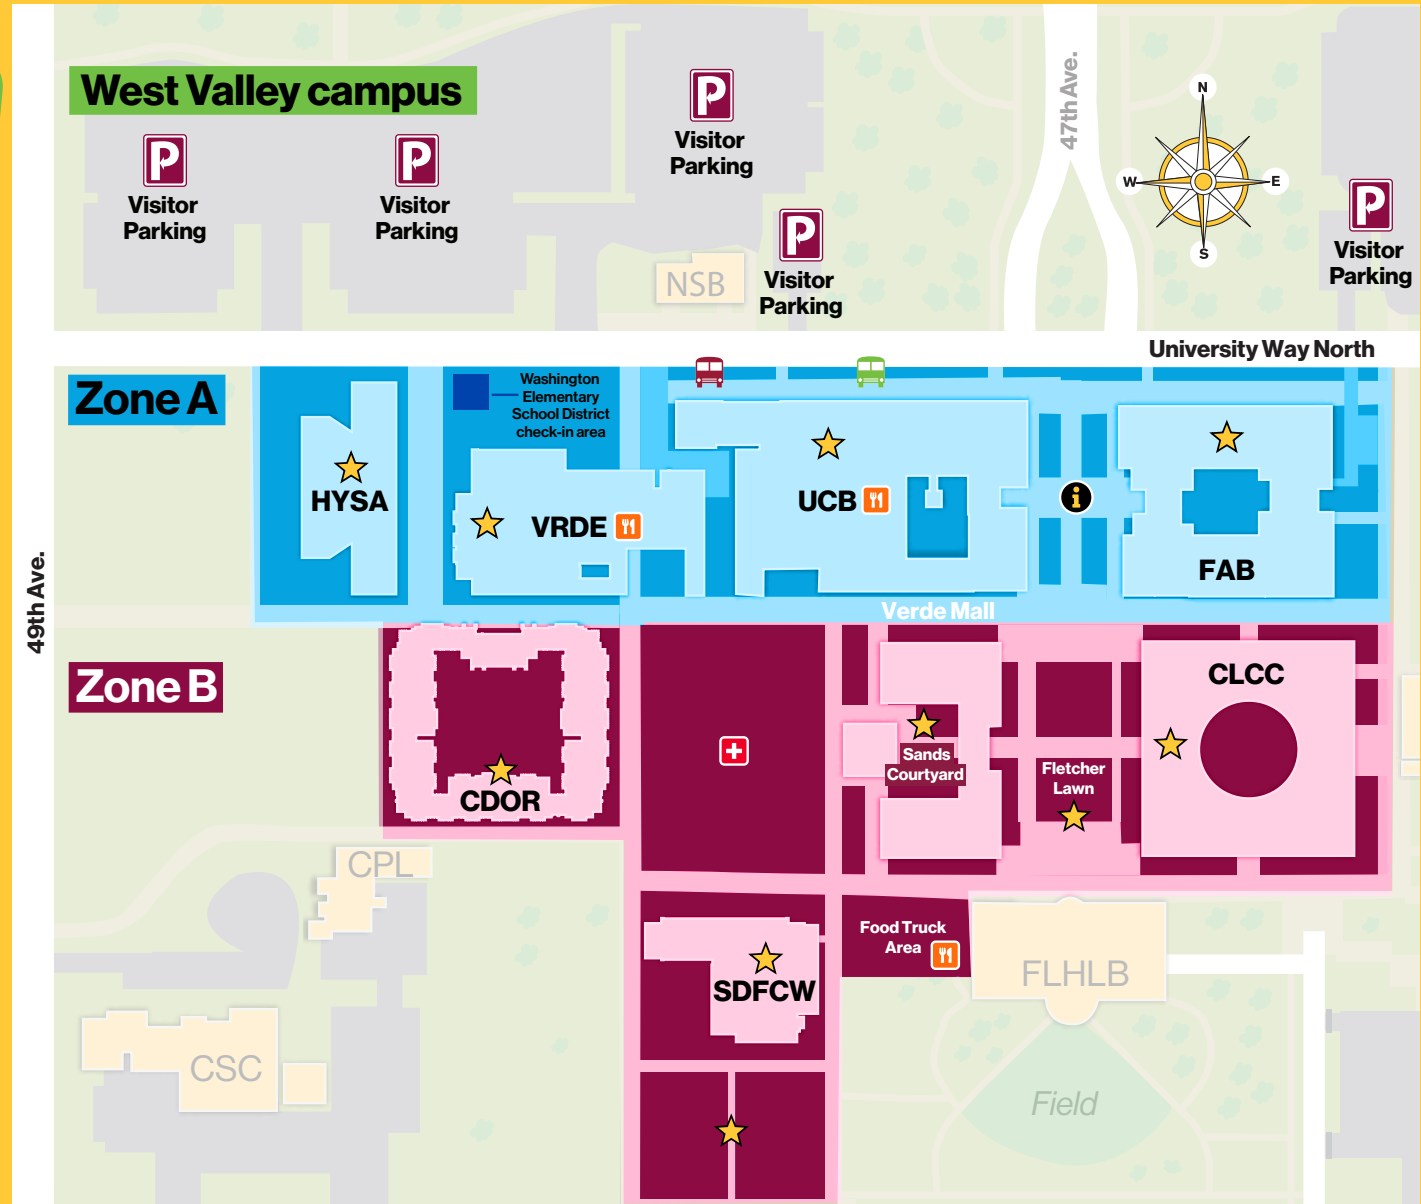 West Valley campus
47th Ave.
N
W
E
S
P
Visitor
Parking
P
Visitor
Parking
P
Visitor
Parking
P
Visitor
Parking
P
Visitor
Parking
NSB
University Way North
Zone A
Washington
Elementary
School District
check-in area
HYSA
VRDE
UCB
i
FAB
Verde Mall
49th Ave.
Zone B
CDOR
Sands
Courtyard
Fletcher
Lawn
CLCC
CPL
Food Truck
Area
SDFCW
FLHLB
CSC
Field